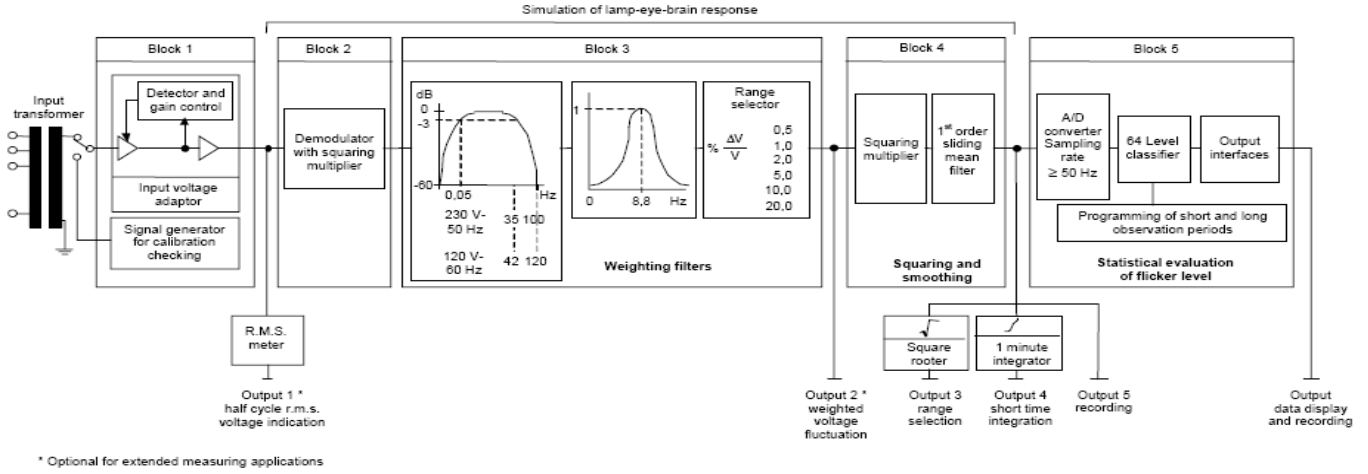 Simulation of lamp-eye-brain response
Block 1
Block 2
Block 3
Block 4
Block 5
Input
transformer
Detector and
gain control
Input voltage
adaptor
Signal generator
for calibration
checking
Demodulator
with squaring
multiplier
dB
0
-3
-60
0,05
Hz
230 V-
50 Hz
35 100
120 V-
60 Hz
42 120
1
0
8,8
Hz
Weighting filters
Range
selector
% ΔV
V
0,5
1,0
2,0
5,0
10,0
20,0
Squaring
multiplier
1st order
sliding
mean
filter
Squaring and
smoothing
A/D
converter
Sampling
rate
≥ 50 Hz
64 Level
classifier
Output
interfaces
Programming of short and long
observation periods
Statistical evaluation
of flicker level
R.M.S.
meter
√
Square
rooter
∫
1 minute
integrator
Output 1 *
half cycle r.m.s.
voltage indication
Output 2 *
weighted
voltage
fluctuation
Output 3
range
selection
Output 4
short time
integration
Output 5
recording
Output
data display
and recording
* Optional for extended measuring applications